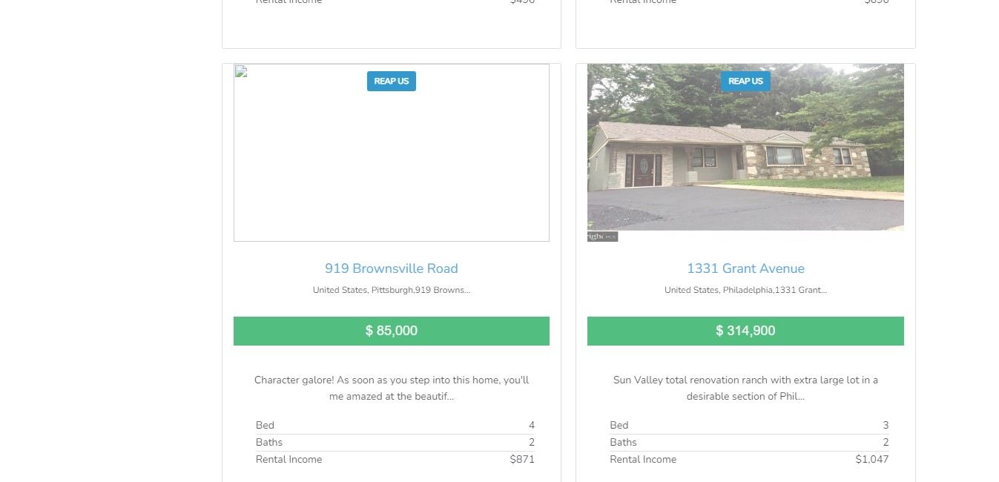 Rental Income
Rental Income
REAP US
919 Brownsville Road
United States, Pittsburgh,919 Browns...
$ 85,000
Character galore! As soon as you step into this home, you'll
me amazed at the beautif...
Bed 4
Baths 2
Rental Income $871
REAP US
1331 Grant Avenue
United States, Philadelphia,1331 Grant...
$ 314,900
Sun Valley total renovation ranch with extra large lot in a
desirable section of Phil...
Bed 3
Baths 2
Rental Income $1,047